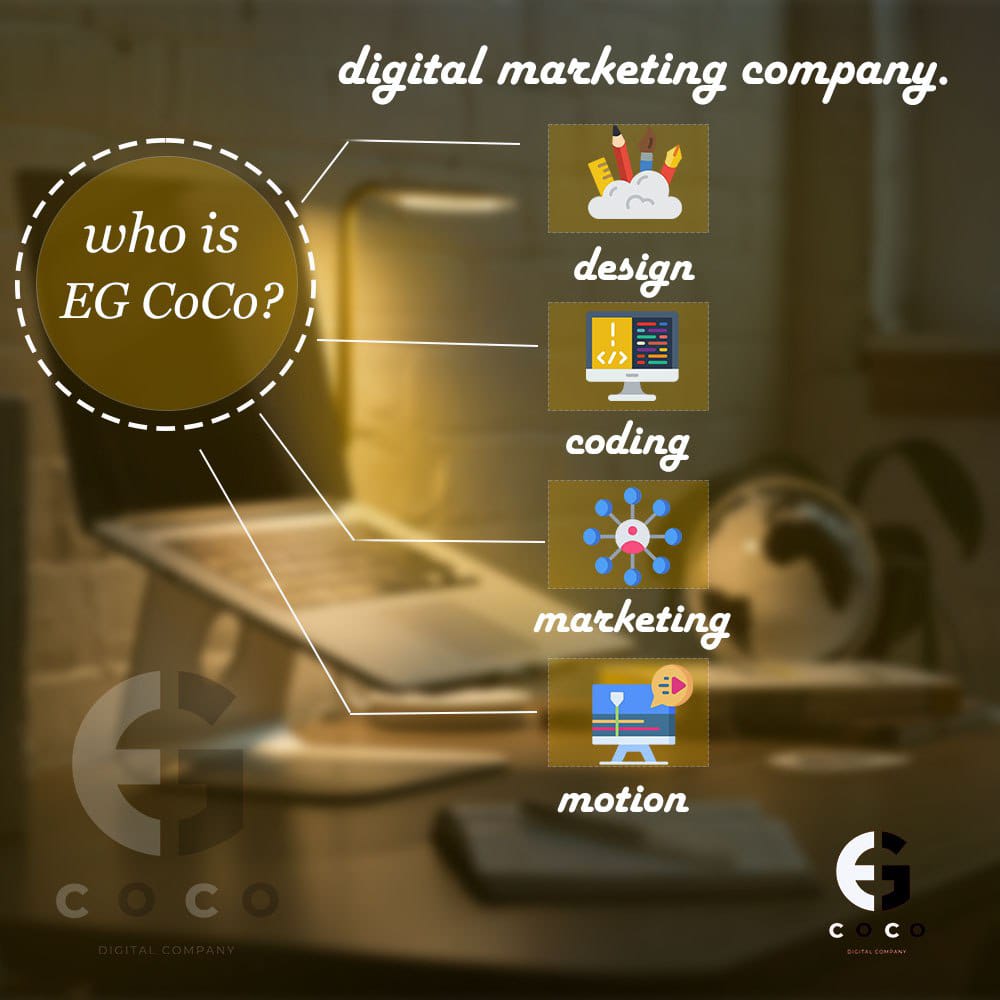 digital marketing company.
who is
EG CoCo?
design
coding
marketing
motion
EG
COCO
DIGITAL COMPANY
EG
COCO
DIGITAL COMPANY